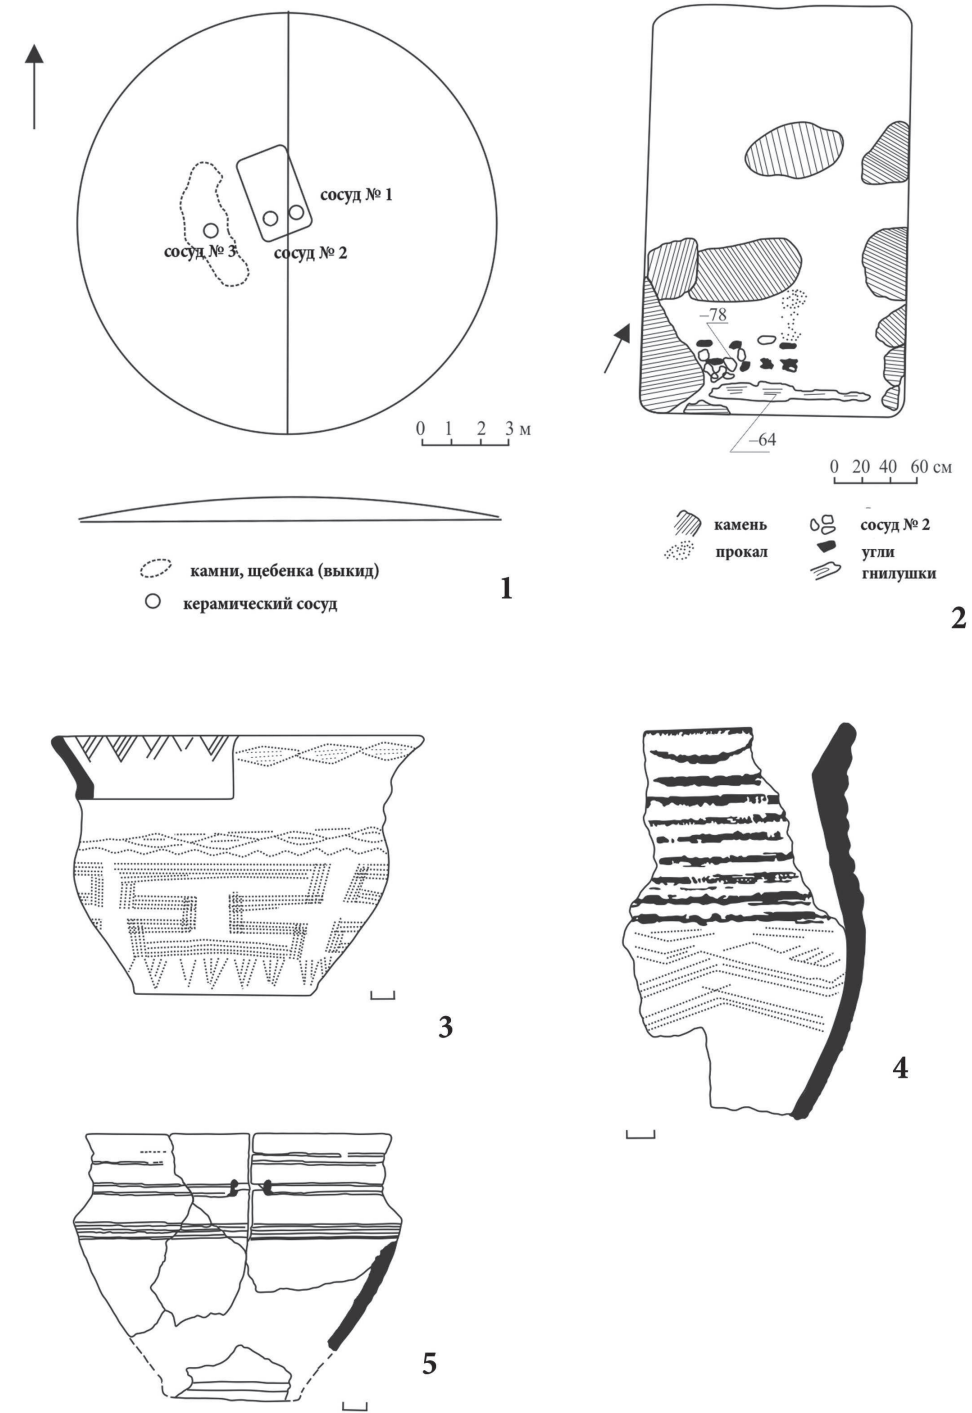 сосуд № 1
сосуд № 3
сосуд № 2
0 1 2 3 м
камни, щебенка (выкид)
керамический сосуд
1
–78
–64
0 20 40 60 см
камень
прокал
сосуд № 2
угли
гнилушки
2
3
4
5